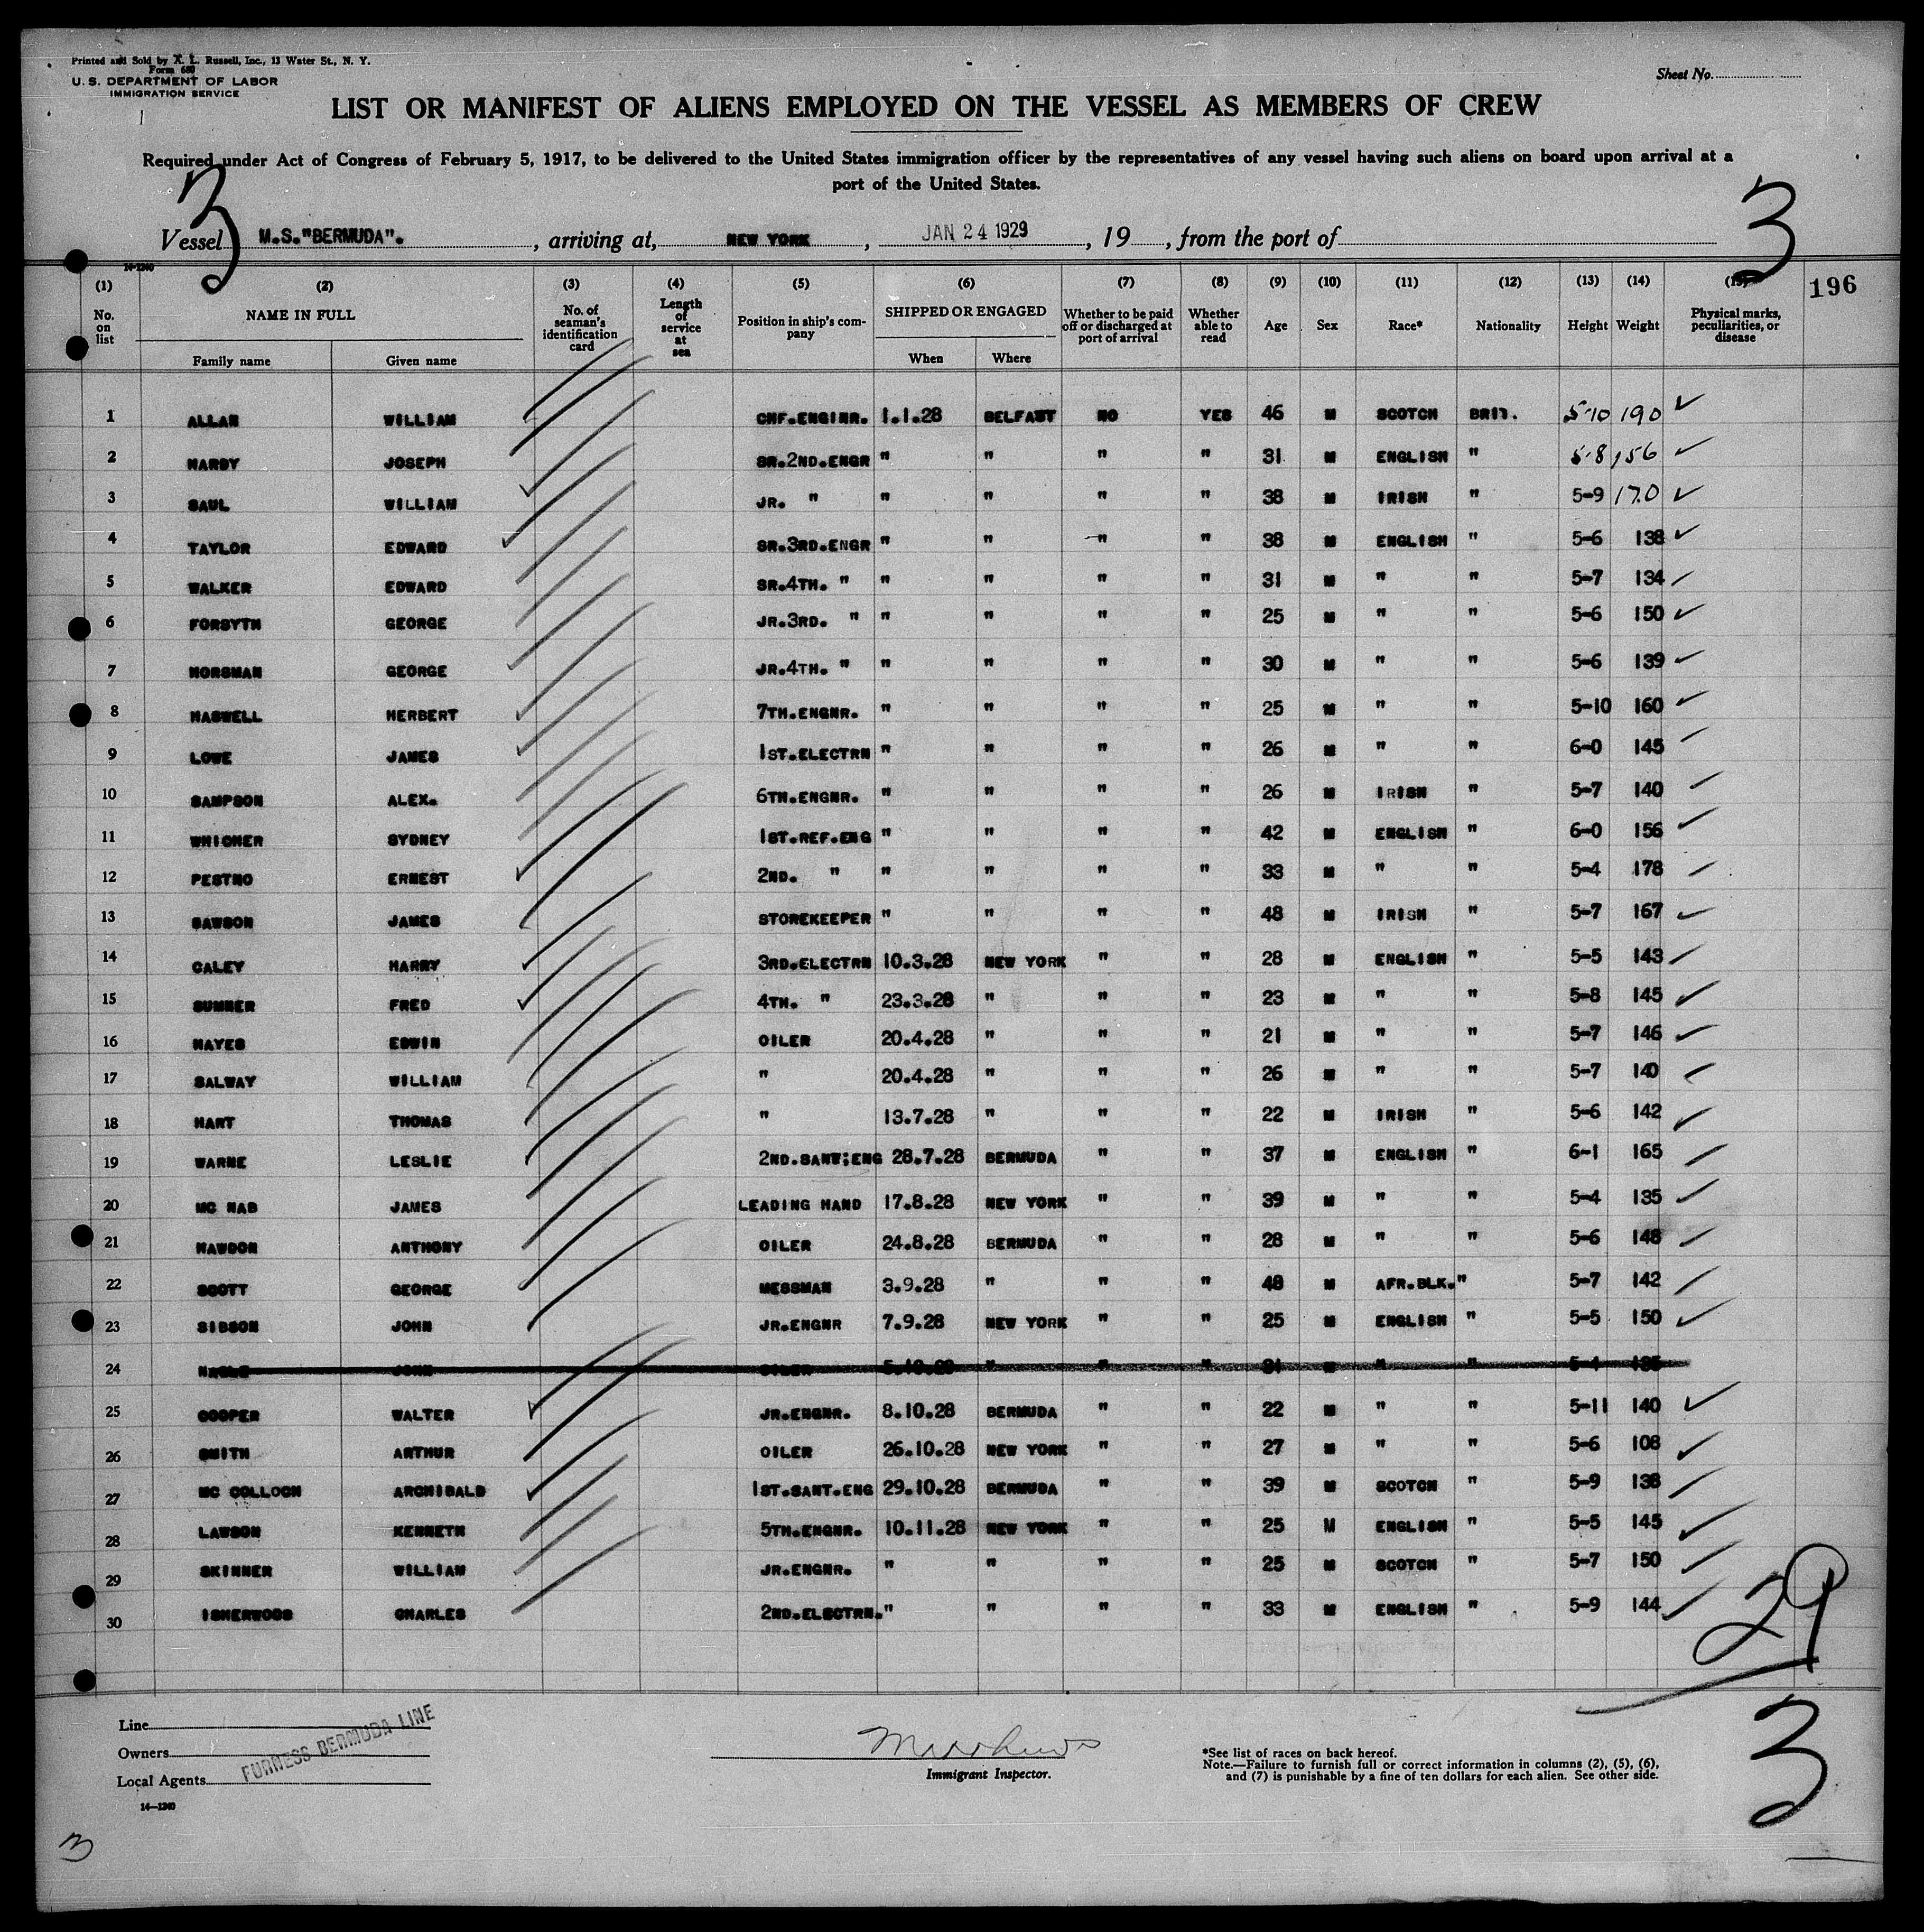 Printed and Sold by X. L. Russell, Inc., 13 Water St., N. Y.
Form 680
U. S. DEPARTMENT OF LABOR
IMMIGRATION SERVICE
Sheet No.
LIST OR MANIFEST OF ALIENS EMPLOYED ON THE VESSEL AS MEMBERS OF CREW
Required under Act of Congress of February 5, 1917, to be delivered to the United States immigration officer by the representatives of any vessel having such aliens on board upon arrival at a
port of the United States.
3 3
Vessel M.S."BERMUDA". , arriving at, NEW YORK , JAN 24 1929 , 19 , from the port of
14-1240
196
(1) (2) (3) (4) (5) (6) (7) (8) (9) (10) (11) (12) (13) (14) (15)
No. on list NAME IN FULL No. of seaman's identification card Length of service at sea Position in ship's company SHIPPED OR ENGAGED Whether to be paid off or discharged at port of arrival Whether able to read Age Sex Race* Nationality Height Weight Physical marks, peculiarities, or disease
Family name Given name When Where
1 ALLAN WILLIAM CHF.ENGINR. 1.1.28 BELFAST NO YES 46 M SCOTCH BRIT. 5-10 190
2 HARDY JOSEPH SR.2ND.ENGR " " " " 31 M ENGLISH " 5-8 156
3 SAUL WILLIAM JR. " " " " " 38 M IRISH " 5-9 170
4 TAYLOR EDWARD SR.3RD.ENGR " " " " 38 M ENGLISH " 5-6 138
5 WALKER EDWARD SR.4TH. " " " " " 31 M " " 5-7 134
6 FORSYTH GEORGE JR.3RD. " " " " " 25 M " " 5-6 150
7 HORSMAN GEORGE JR.4TH. " " " " " 30 M " " 5-6 139
8 HASWELL HERBERT 7TH.ENGNR. " " " " 25 M " " 5-10 160
9 LOWE JAMES 1ST.ELECTRN " " " " 26 M " " 6-0 145
10 SAMPSON ALEX. 6TH.ENGNR. " " " " 26 M IRISH " 5-7 140
11 WHICHER SYDNEY 1ST.REF.ENG " " " " 42 M ENGLISH " 6-0 156
12 PESTNO ERNEST 2ND. " " " " " 33 M " " 5-4 178
13 DAWSON JAMES STOREKEEPER " " " " 48 M IRISH " 5-7 167
14 CALEY HARRY 3RD.ELECTRN 10.3.28 NEW YORK " " 28 M ENGLISH " 5-5 143
15 SUMNER FRED 4TH. " 23.3.28 " " " 23 M " " 5-8 145
16 HAYES EDWIN OILER 20.4.28 " " " 21 M " " 5-7 146
17 SALWAY WILLIAM " 20.4.28 " " " 26 M " " 5-7 140
18 HART THOMAS " 13.7.28 " " " 22 M IRISH " 5-6 142
19 WARNE LESLIE 2ND.SANT;ENG 28.7.28 BERMUDA " " 37 M ENGLISH " 6-1 165
20 MC NAB JAMES LEADING HAND 17.8.28 NEW YORK " " 39 M " " 5-4 135
21 HAWDON ANTHONY OILER 24.8.28 BERMUDA " " 28 M " " 5-6 148
22 SCOTT GEORGE MESSMAN 3.9.28 " " " 48 M AFR.BLK. " 5-7 142
23 SIBSON JOHN JR.ENGNR 7.9.28 NEW YORK " " 25 M ENGLISH " 5-5 150
24 JOHN OILER 5.10.28 " " " M " " 5-4
25 COOPER WALTER JR.ENGNR. 8.10.28 BERMUDA " " 22 M " " 5-11 140
26 SMITH ARTHUR OILER 26.10.28 NEW YORK " " 27 M " " 5-6 108
27 MC COLLOCH ARCHIBALD 1ST.SANT.ENG 29.10.28 BERMUDA " " 39 M SCOTCH " 5-9 138
28 LAWSON KENNETH 5TH.ENGNR. 10.11.28 NEW YORK " " 25 M ENGLISH " 5-5 145
29 SKINNER WILLIAM JR.ENGNR. " " " " 25 M SCOTCH " 5-7 150
30 ISHERWOOD CHARLES 2ND.ELECTRN. " " " " 33 M ENGLISH " 5-9 144
29
3
Line
Owners
Local Agents
FURNESS BERMUDA LINE
Matthews
Immigrant Inspector.
*See list of races on back hereof.
Note.—Failure to furnish full or correct information in columns (2), (5), (6),
and (7) is punishable by a fine of ten dollars for each alien. See other side.
14—1240
3